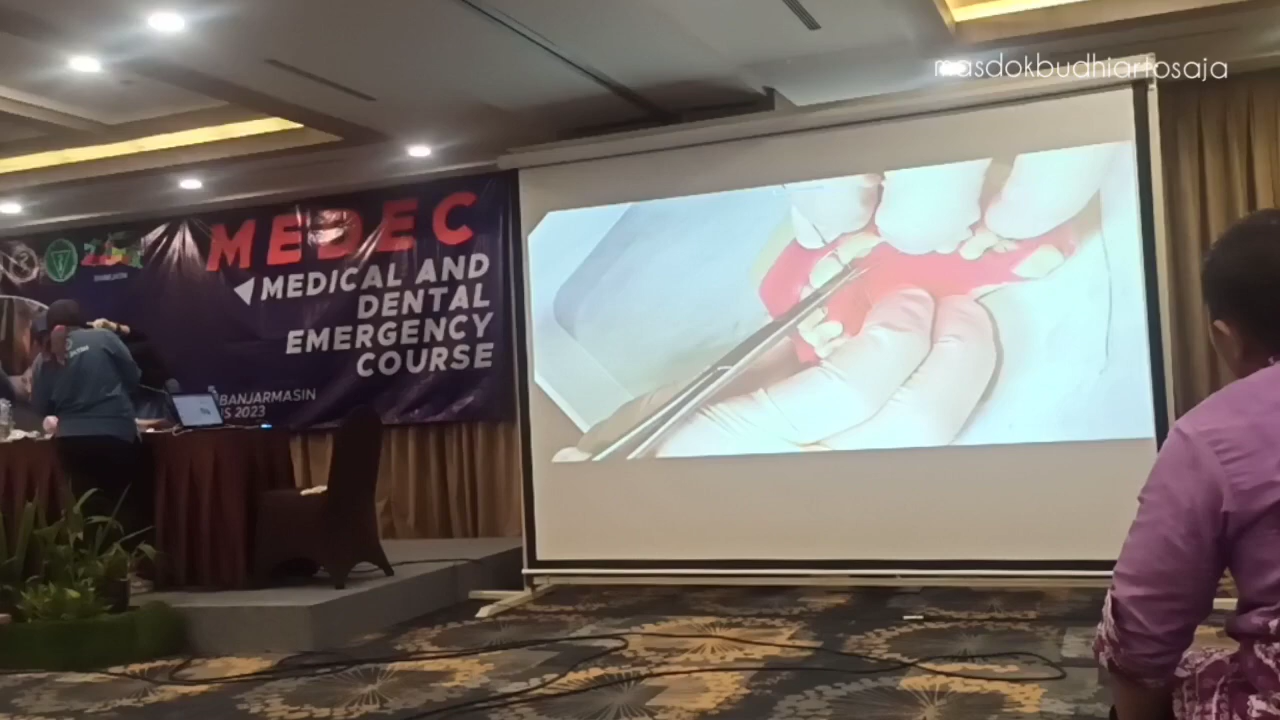 masdokbudhiartosaja
MEDEC
MEDICAL AND
DENTAL
EMERGENCY
COURSE
BANJARMASIN
2023